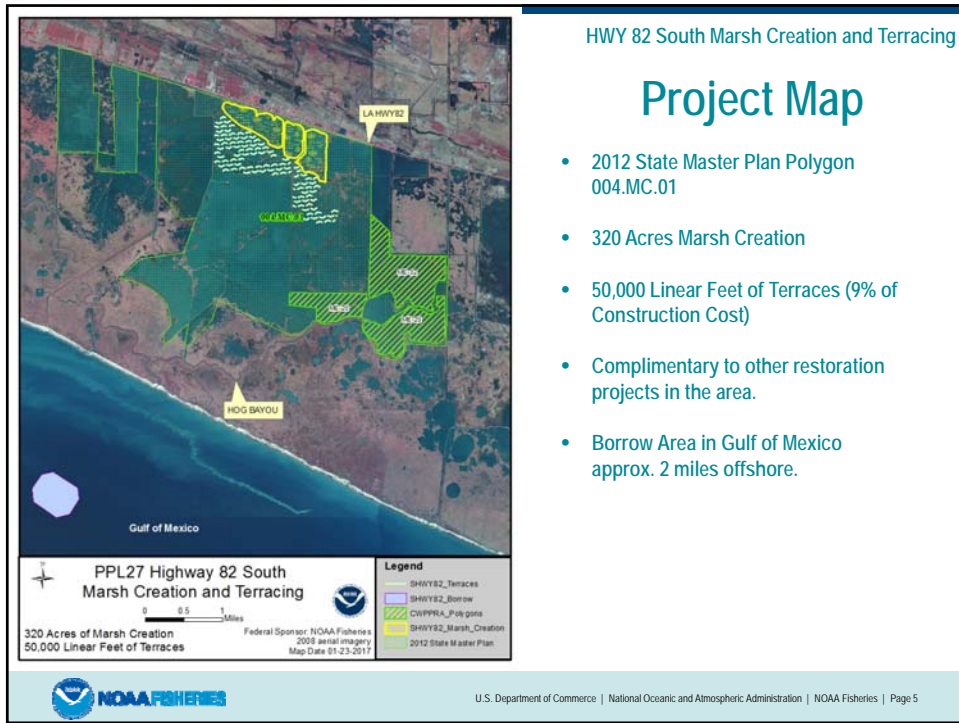 HWY 82 South Marsh Creation and Terracing
Project Map
• 2012 State Master Plan Polygon
004.MC.01
• 320 Acres Marsh Creation
• 50,000 Linear Feet of Terraces (9% of
Construction Cost)
• Complimentary to other restoration
projects in the area.
• Borrow Area in Gulf of Mexico
approx. 2 miles offshore.
LA HWY82
004.MC.01
HOG BAYOU
Gulf of Mexico
PPL27 Highway 82 South
Marsh Creation and Terracing
0 0.5 1
Miles
320 Acres of Marsh Creation
50,000 Linear Feet of Terraces
Federal Sponsor: NOAA Fisheries
2008 aerial imagery
Map Date 01-23-2017
NOAA
Legend
SHWY82_Terraces
SHWY82_Borrow
CWPPRA_Polygons
SHWY82_Marsh_Creation
2012 State Master Plan
NOAA FISHERIES
U.S. Department of Commerce | National Oceanic and Atmospheric Administration | NOAA Fisheries | Page 5